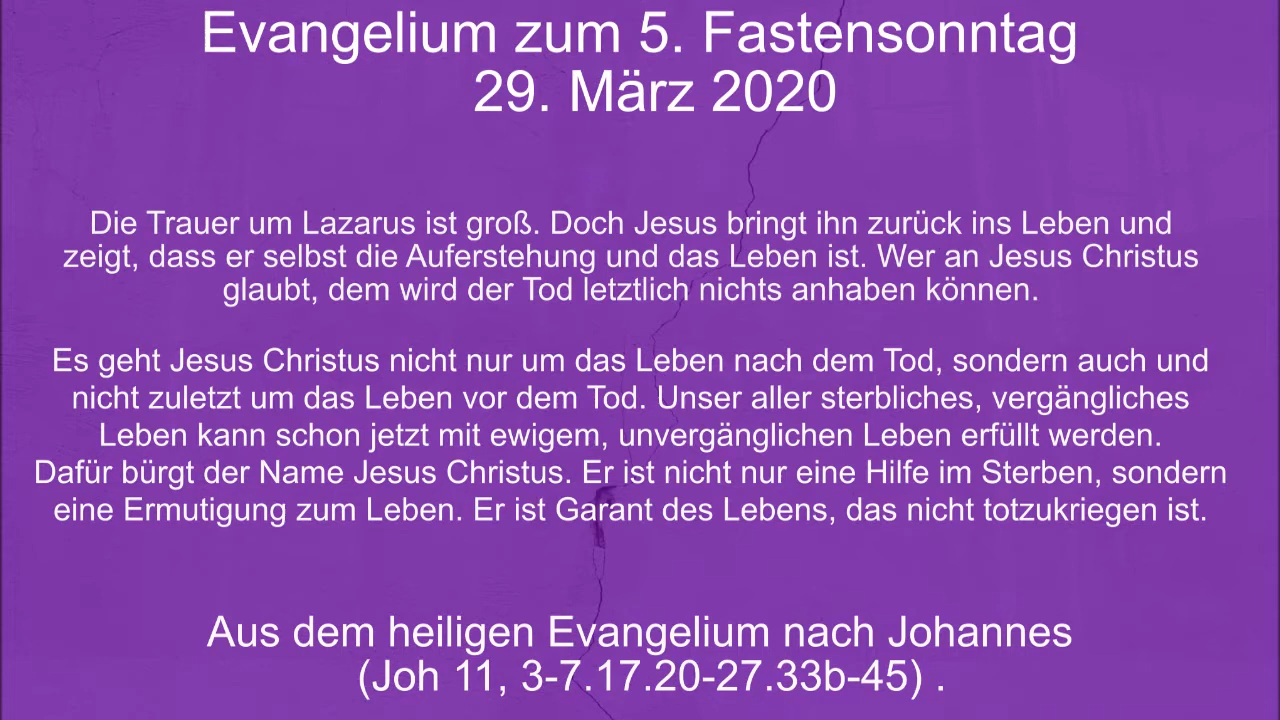 Evangelium zum 5. Fastensonntag
29. März 2020
Die Trauer um Lazarus ist groß. Doch Jesus bringt ihn zurück ins Leben und
zeigt, dass er selbst die Auferstehung und das Leben ist. Wer an Jesus Christus
glaubt, dem wird der Tod letztlich nichts anhaben können.
Es geht Jesus Christus nicht nur um das Leben nach dem Tod, sondern auch und
nicht zuletzt um das Leben vor dem Tod. Unser aller sterbliches, vergängliches
Leben kann schon jetzt mit ewigem, unvergänglichen Leben erfüllt werden.
Dafür bürgt der Name Jesus Christus. Er ist nicht nur eine Hilfe im Sterben, sondern
eine Ermutigung zum Leben. Er ist Garant des Lebens, das nicht totzukriegen ist.
Aus dem heiligen Evangelium nach Johannes
(Joh 11, 3-7.17.20-27.33b-45) .